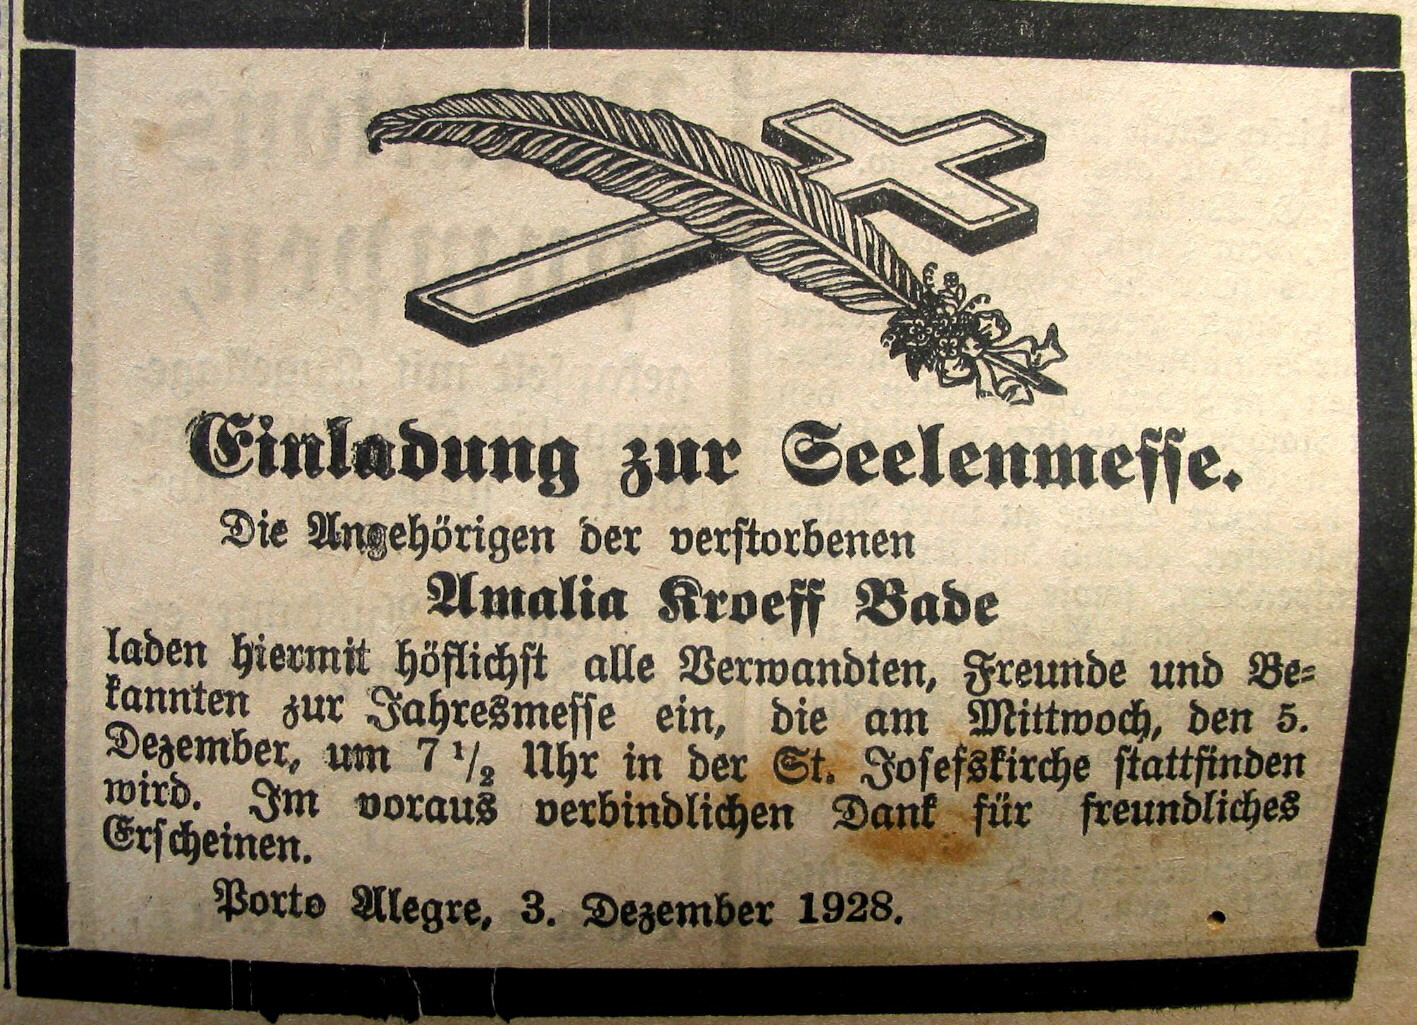 Einladung zur Seelenmesse.
Die Angehörigen der verstorbenen
Amalia Kroeff Bade
laden hiermit höflichst alle Verwandten, Freunde und Be-
kannten zur Jahresmesse ein, die am Mittwoch, den 5.
Dezember, um 7 1/2 Uhr in der St. Josefskirche stattfinden
wird. Im voraus verbindlichen Dank für freundliches
Erscheinen.
Porto Alegre, 3. Dezember 1928.